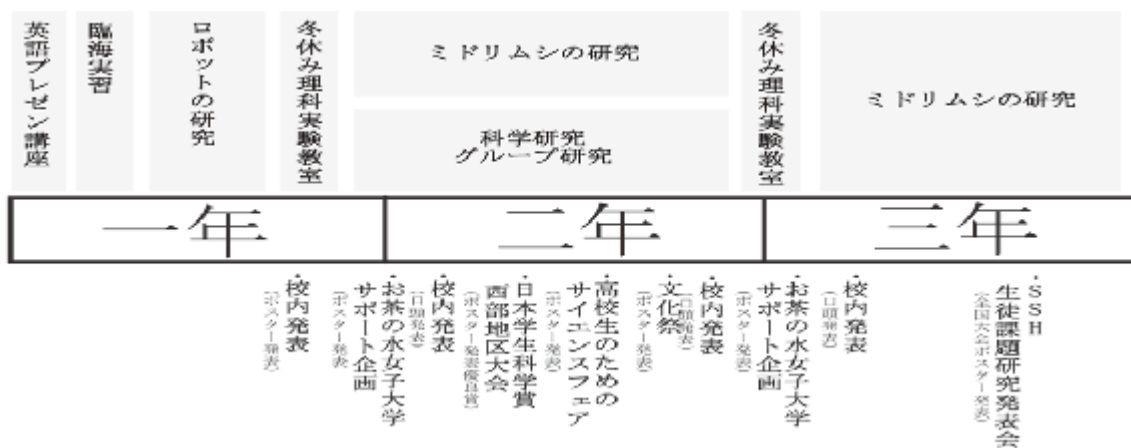 英語プレゼン講座
臨海実習
ロボットの研究
冬休み理科実験教室
ミドリムシの研究
科学研究
グループ研究
冬休み理科実験教室
ミドリムシの研究
一年
二年
三年
・校内発表
(ポスター発表)
・お茶の水女子大学
サポート企画
(ポスター発表
・校内発表
(口頭発表)
・日本学生科学賞
西部地区大会
(ポスター発表優良賞)
・高校生のための
サイエンスフェア
(ポスター発表)
・文化祭
(ポスター発表)
・校内発表
(口頭発表)
・お茶の水女子大学
サポート企画
(ポスター発表)
・校内発表
(口頭発表)
・SSH
生徒課題研究発表会
(全国大会ポスター発表)